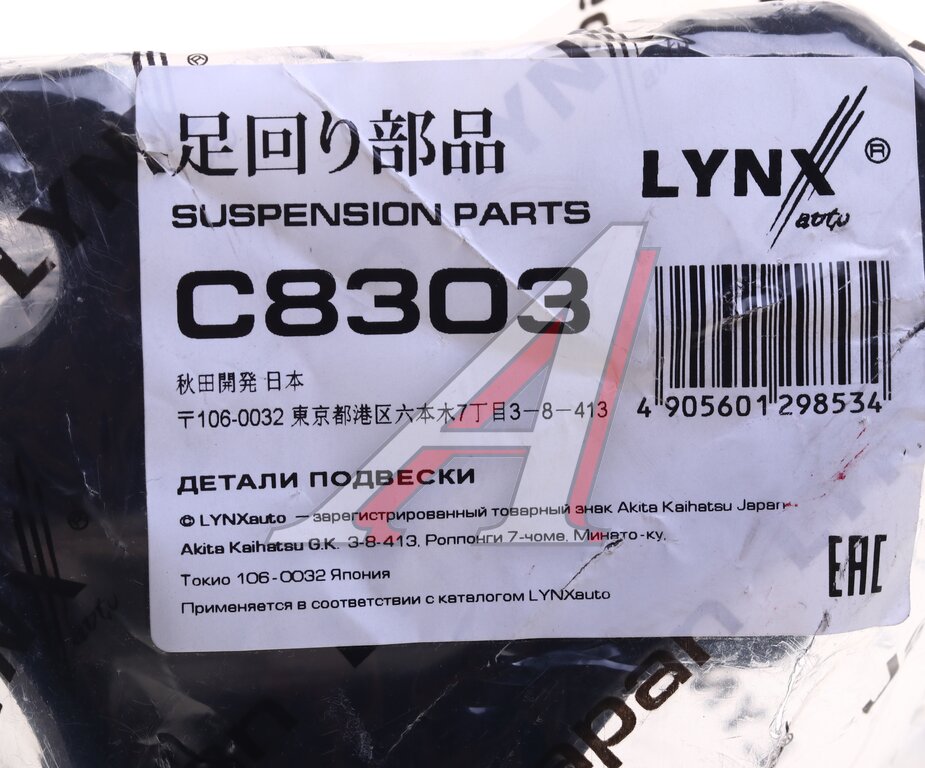 足回り部品
SUSPENSION PARTS
LYNX ®
auto
C8303
4 905601 298534
秋田開発 日本
〒106-0032 東京都港区六本木7丁目3-8-413
ДЕТАЛИ ПОДВЕСКИ
© LYNXauto — зарегистрированный товарный знак Akita Kaihatsu Japan.
Akita Kaihatsu G.K. 3-8-413, Роппонги 7-чоме, Минато-ку,
Токио 106-0032 Япония
Применяется в соответствии с каталогом LYNXauto
EAC